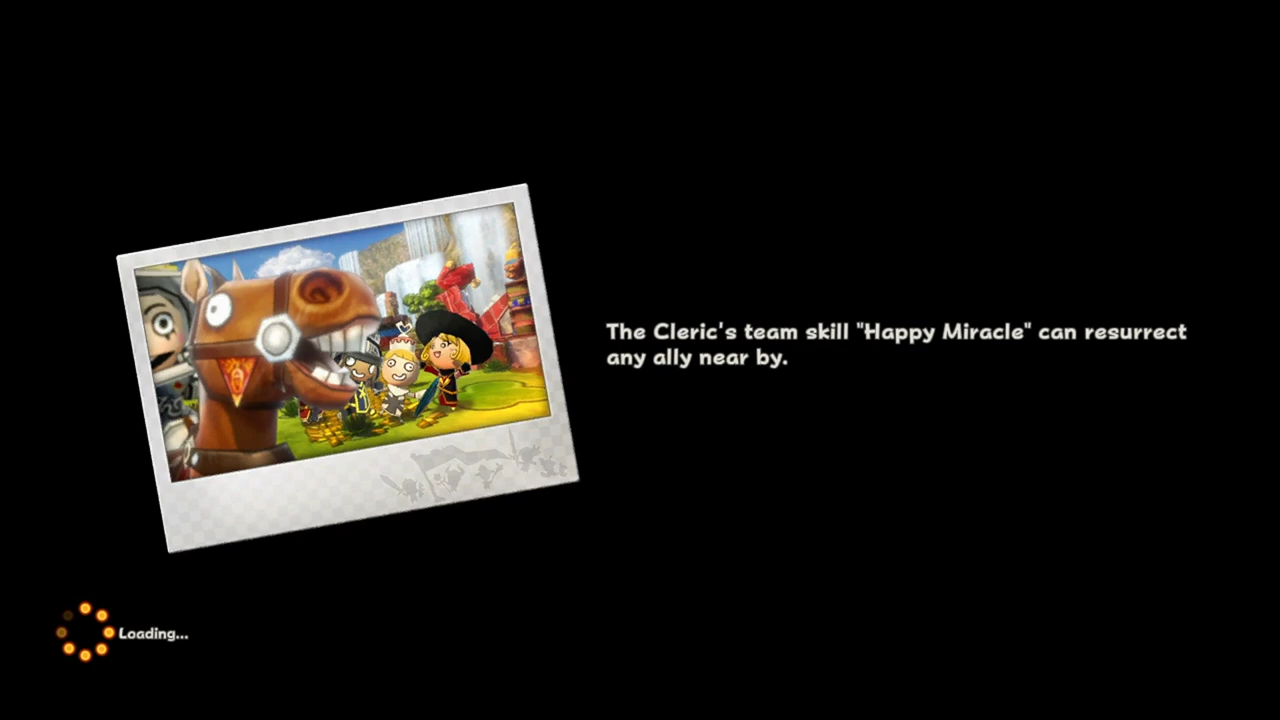 The Cleric's team skill "Happy Miracle" can resurrect
any ally near by.
Loading...